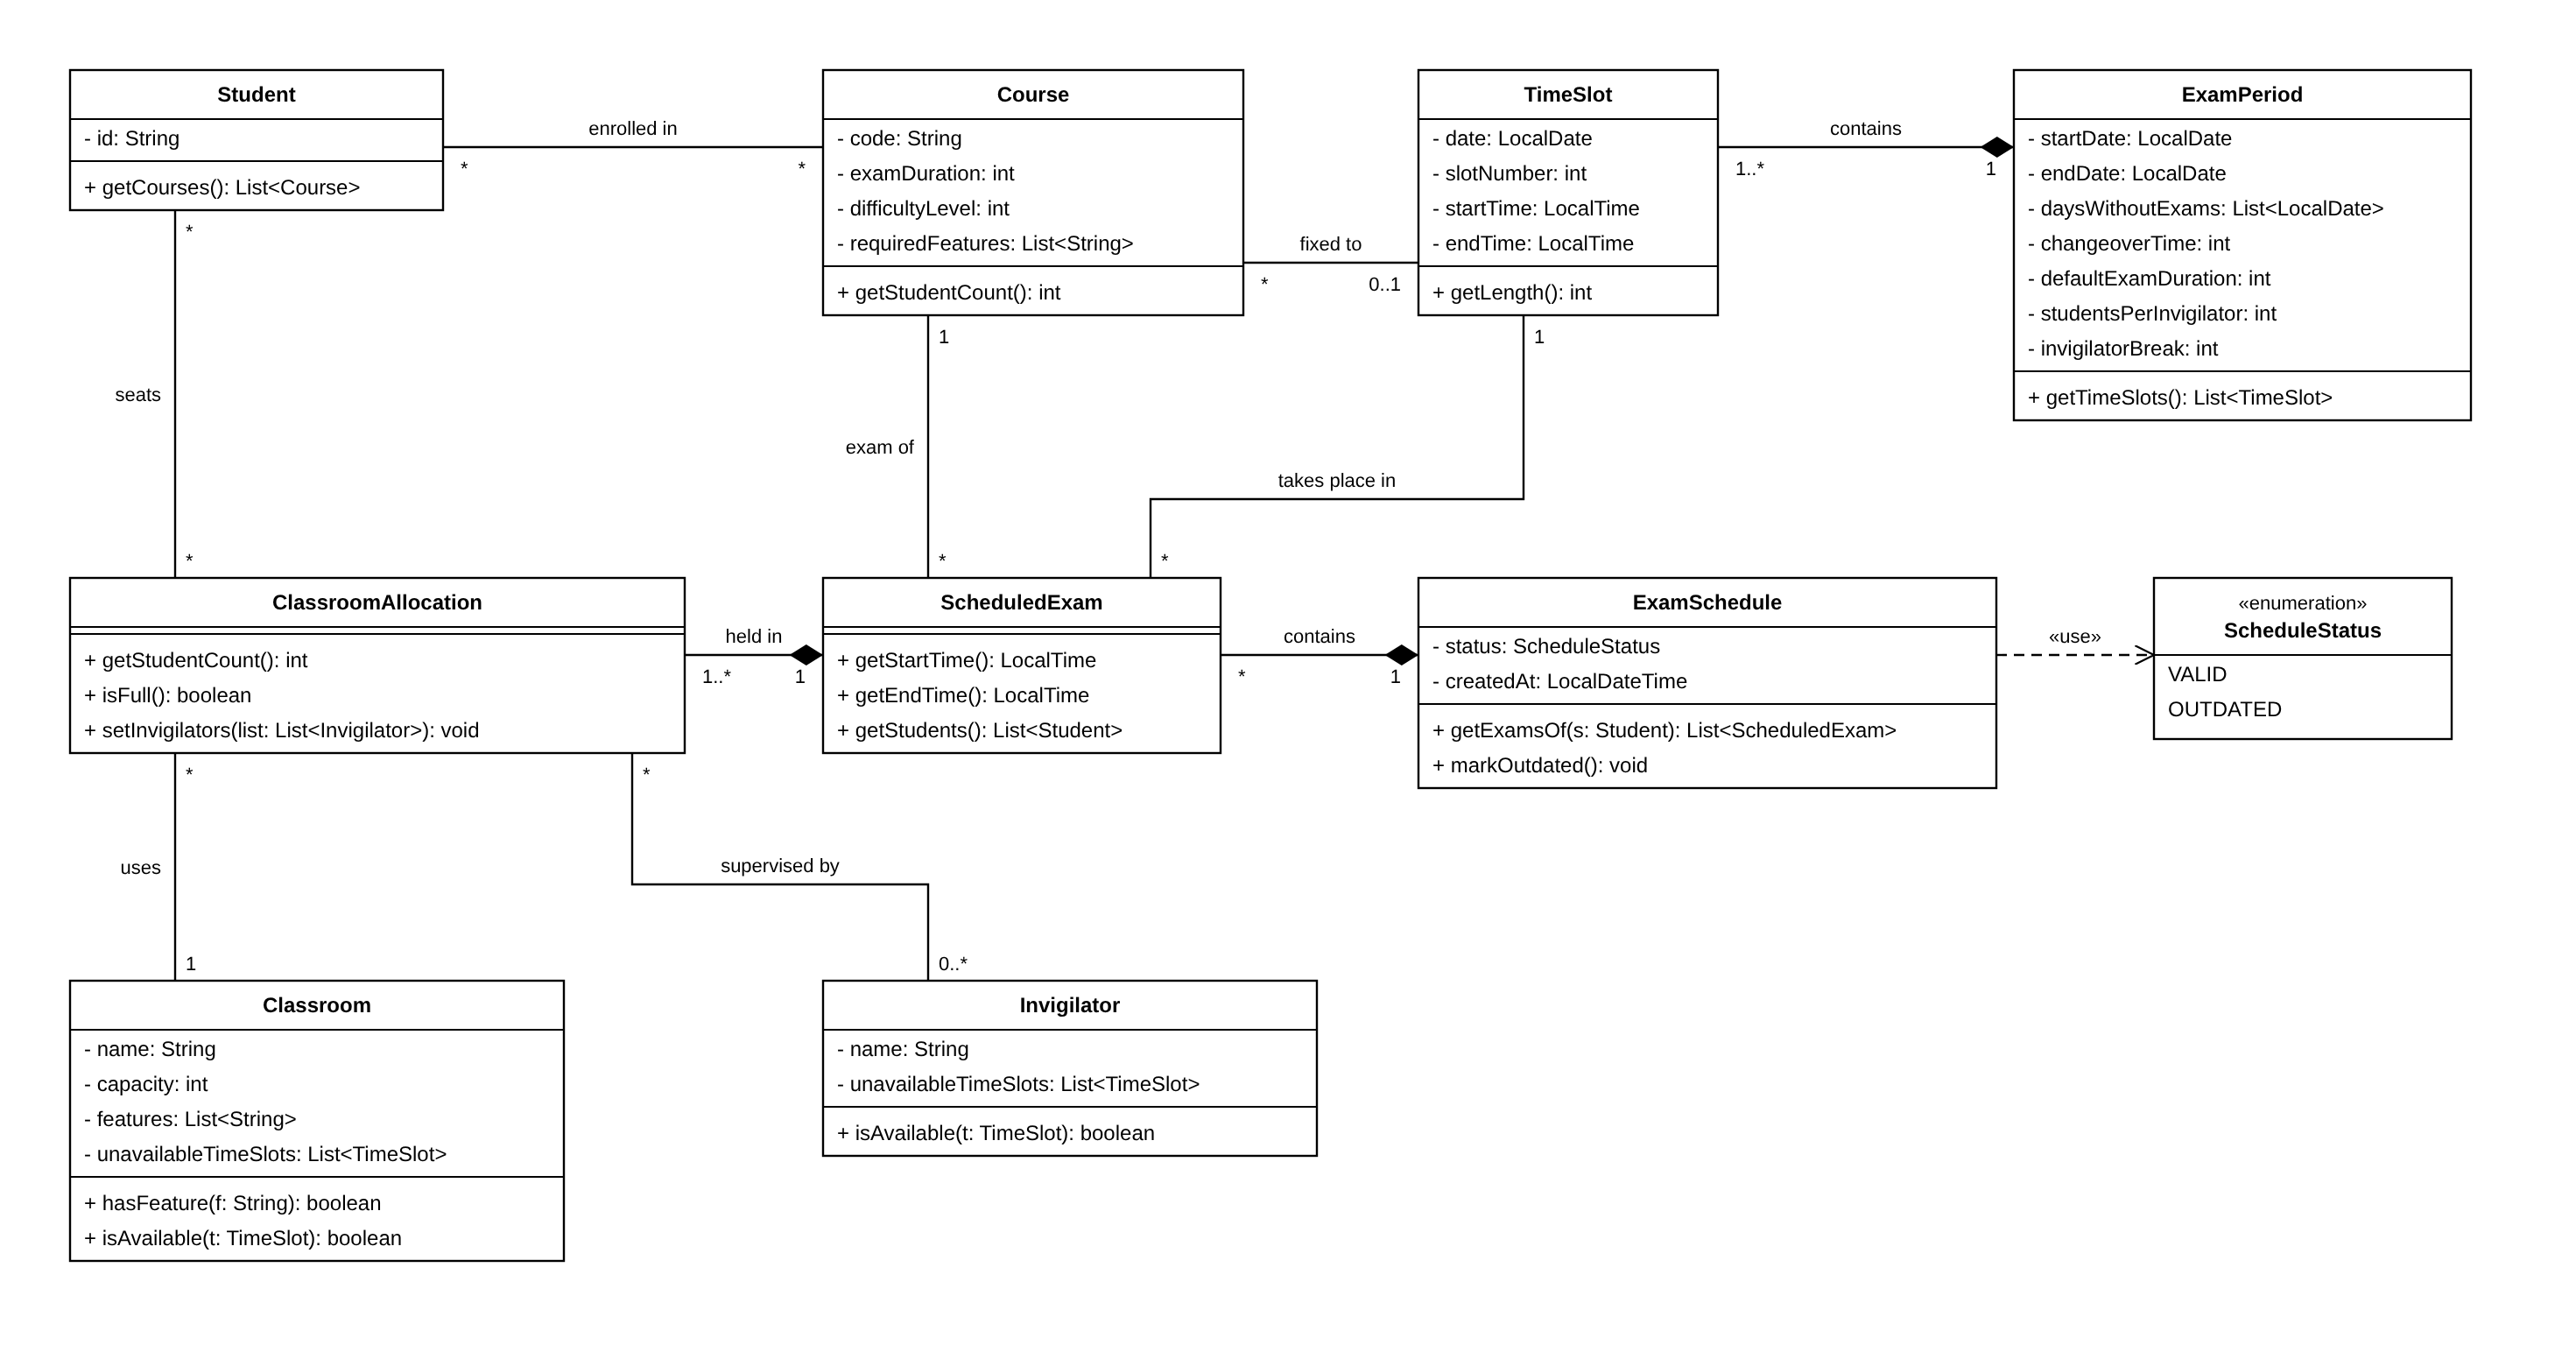 Student
- id: String
+ getCourses(): List<Course>
enrolled in
*
*
Course
- code: String
- examDuration: int
- difficultyLevel: int
- requiredFeatures: List<String>
+ getStudentCount(): int
fixed to
*
0..1
TimeSlot
- date: LocalDate
- slotNumber: int
- startTime: LocalTime
- endTime: LocalTime
+ getLength(): int
contains
1..*
1
ExamPeriod
- startDate: LocalDate
- endDate: LocalDate
- daysWithoutExams: List<LocalDate>
- changeoverTime: int
- defaultExamDuration: int
- studentsPerInvigilator: int
- invigilatorBreak: int
+ getTimeSlots(): List<TimeSlot>
*
seats
*
1
exam of
*
1
takes place in
*
ClassroomAllocation
+ getStudentCount(): int
+ isFull(): boolean
+ setInvigilators(list: List<Invigilator>): void
held in
1..*
1
ScheduledExam
+ getStartTime(): LocalTime
+ getEndTime(): LocalTime
+ getStudents(): List<Student>
contains
*
1
ExamSchedule
- status: ScheduleStatus
- createdAt: LocalDateTime
+ getExamsOf(s: Student): List<ScheduledExam>
+ markOutdated(): void
«use»
«enumeration»
ScheduleStatus
VALID
OUTDATED
*
uses
1
*
supervised by
0..*
Classroom
- name: String
- capacity: int
- features: List<String>
- unavailableTimeSlots: List<TimeSlot>
+ hasFeature(f: String): boolean
+ isAvailable(t: TimeSlot): boolean
Invigilator
- name: String
- unavailableTimeSlots: List<TimeSlot>
+ isAvailable(t: TimeSlot): boolean